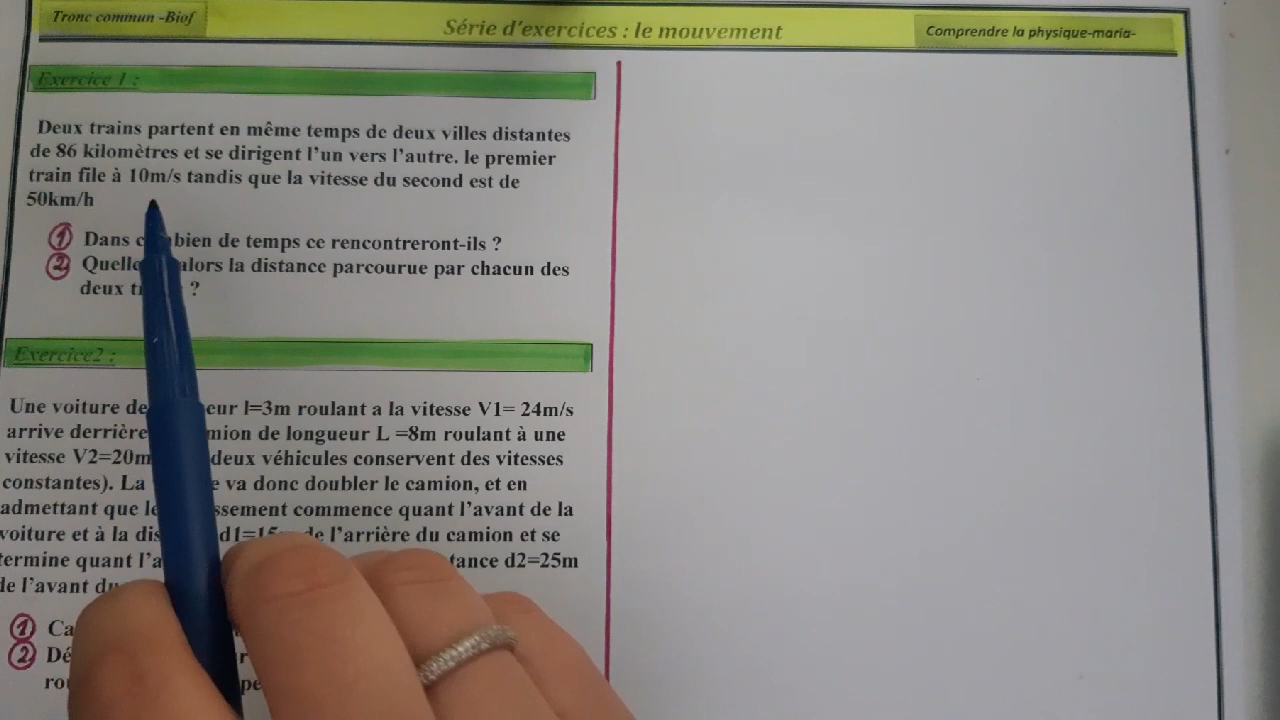 Tronc commun -Biof
Série d'exercices : le mouvement
Comprendre la physique-maria-
Exercice 1 :
Deux trains partent en même temps de deux villes distantes
de 86 kilomètres et se dirigent l'un vers l'autre. le premier
train file à 10m/s tandis que la vitesse du second est de
50km/h
1 Dans bien de temps ce rencontreront-ils ?
2 Quelle alors la distance parcourue par chacun des
deux ?
Exercice2 :
Une voiture de eur l=3m roulant a la vitesse V1= 24m/s
arrive derrière mion de longueur L =8m roulant à une
vitesse V2=20m deux véhicules conservent des vitesses
constantes). La va donc doubler le camion, et en
admettant que le ssement commence quant l'avant de la
voiture et à la dis d1=15 de l'arrière du camion et se
termine quant l'a tance d2=25m
de l'avant du
1 Ca
2 Dé